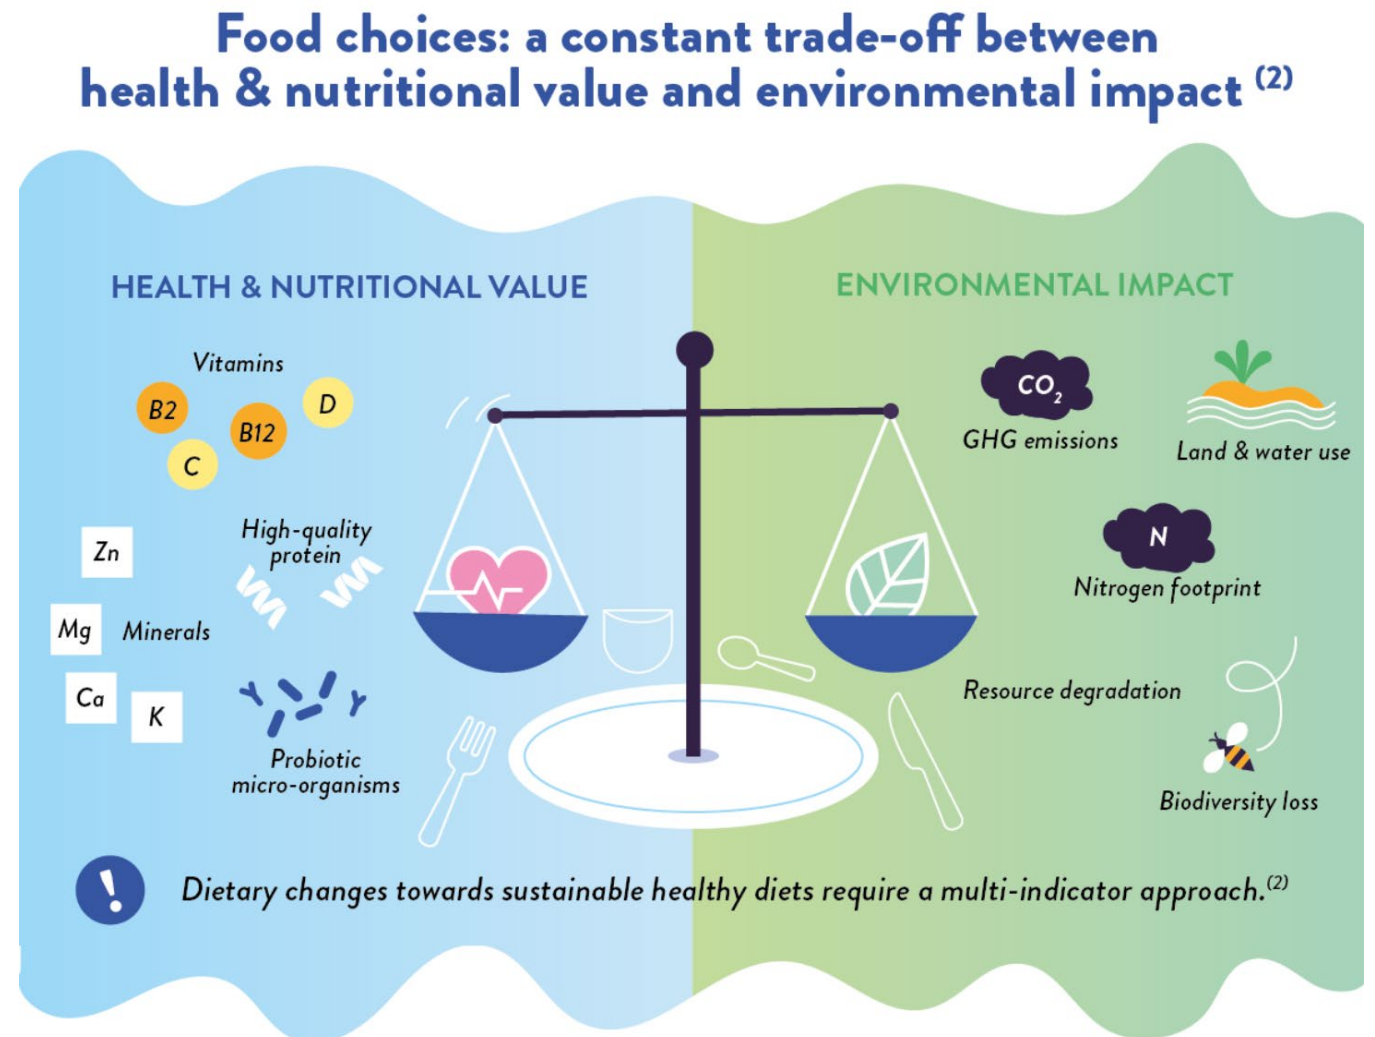 Food choices: a constant trade-off between
health & nutritional value and environmental impact (2)
HEALTH & NUTRITIONAL VALUE
Vitamins
B2
B12
D
C
High-quality
protein
Zn
Mg
Minerals
Ca
K
Probiotic
micro-organisms
ENVIRONMENTAL IMPACT
CO2
GHG emissions
Land & water use
N
Nitrogen footprint
Resource degradation
Biodiversity loss
!
Dietary changes towards sustainable healthy diets require a multi-indicator approach.(2)